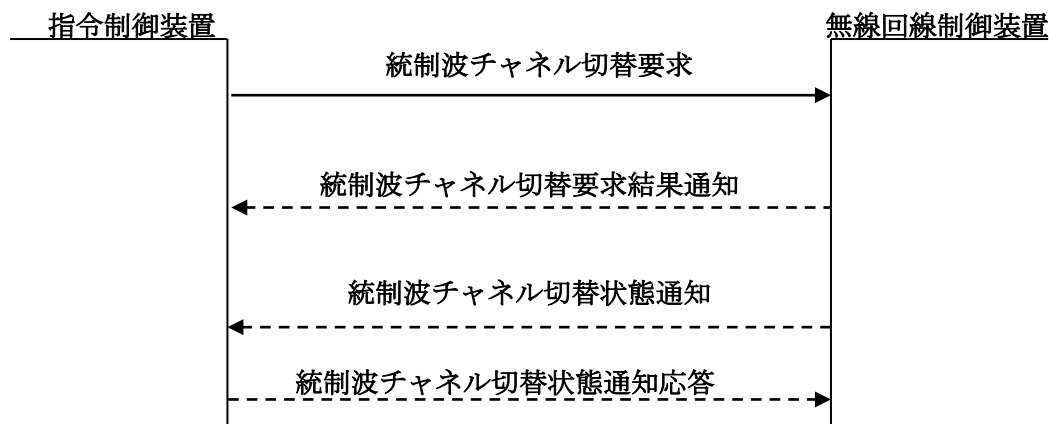 指令制御装置
無線回線制御装置
統制波チャネル切替要求
統制波チャネル切替要求結果通知
統制波チャネル切替状態通知
統制波チャネル切替状態通知応答